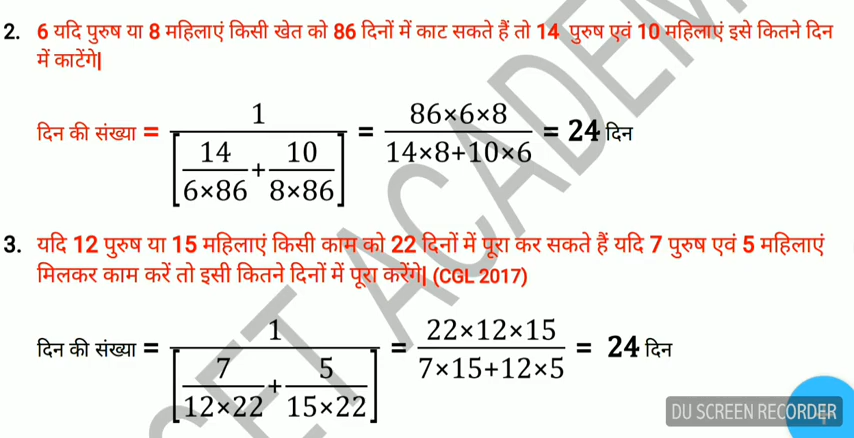 2. 6 यदि पुरुष या 8 महिलाएं किसी खेत को 86 दिनों में काट सकते हैं तो 14 पुरुष एवं 10 महिलाएं इसे कितने दिन
में काटेंगे|
दिन की संख्या = 1 / [14/(6×86) + 10/(8×86)] = (86×6×8)/(14×8+10×6) = 24 दिन
3. यदि 12 पुरुष या 15 महिलाएं किसी काम को 22 दिनों में पूरा कर सकते हैं यदि 7 पुरुष एवं 5 महिलाएं
मिलकर काम करें तो इसी कितने दिनों में पूरा करेंगे| (CGL 2017)
दिन की संख्या = 1 / [7/(12×22) + 5/(15×22)] = (22×12×15)/(7×15+12×5) = 24 दिन
DU SCREEN RECORDER